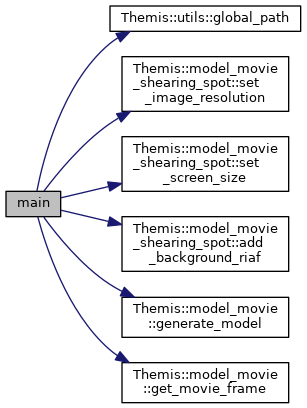 Themis::utils::global_path
Themis::model_movie
_shearing_spot::set
_image_resolution
Themis::model_movie
_shearing_spot::set
_screen_size
main
Themis::model_movie
_shearing_spot::add
_background_riaf
Themis::model_movie
::generate_model
Themis::model_movie
::get_movie_frame